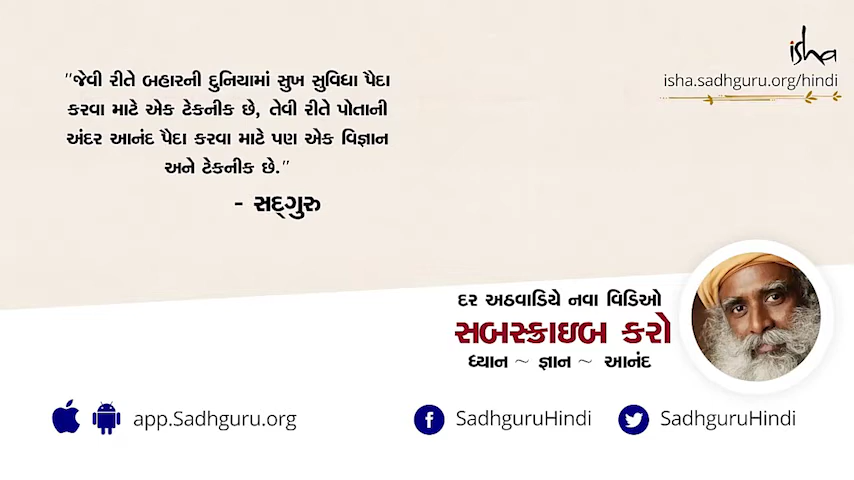 "જેવી રીતે બહારની દુનિયામાં સુખ સુવિધા પૈદા
કરવા માટે એક ટેકનીક છે, તેવી રીતે પોતાની
અંદર આનંદ પૈદા કરવા માટે પણ એક વિજ્ઞાન
અને ટેકનીક છે."
- સદ્‌ગુરુ
isha
isha.sadhguru.org/hindi
દર અઠવાડિયે નવા વિડિઓ
સબસ્ક્રાઇબ કરો
ધ્યાન ~ જ્ઞાન ~ આનંદ
app.Sadhguru.org
SadhguruHindi
SadhguruHindi